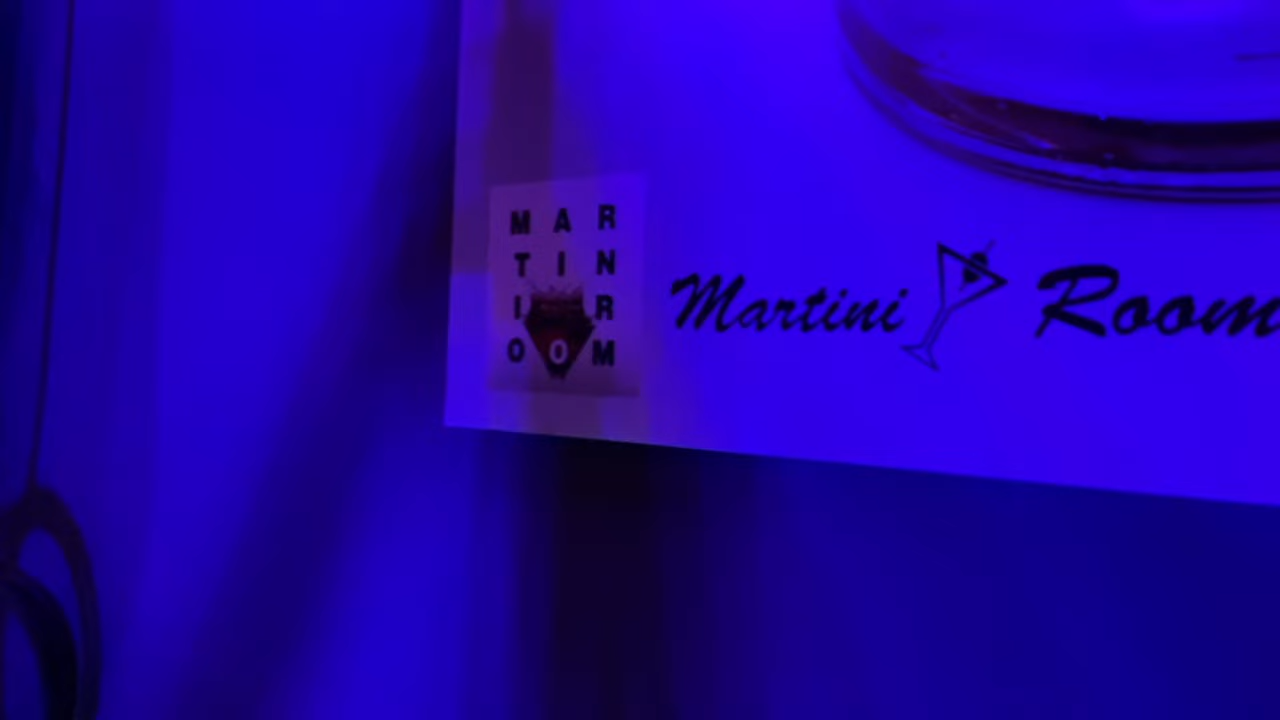 M A R
T I N
I R
O O M
Martini Room